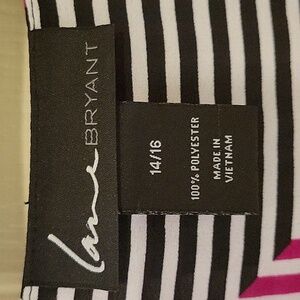 Lane BRYANT
14/16
100% POLYESTER
MADE IN
VIETNAM